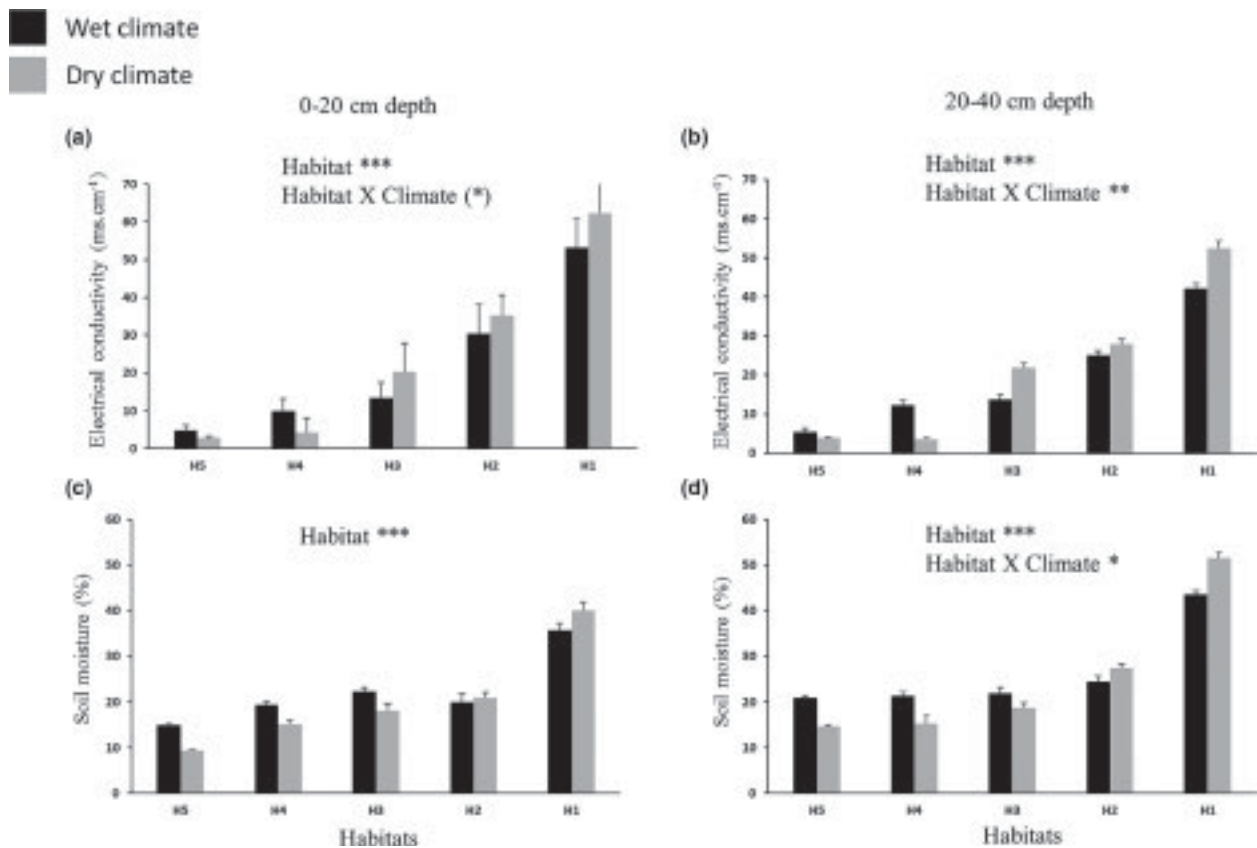 Wet climate
Dry climate
0-20 cm depth
20-40 cm depth
(a)
Habitat ***
Habitat X Climate (*)
Electrical conductivity (ms.cm⁻¹)
70
60
50
40
30
20
10
0
H5 H4 H3 H2 H1
(b)
Habitat ***
Habitat X Climate **
Electrical conductivity (ms.cm⁻¹)
70
60
50
40
30
20
10
0
H5 H4 H3 H2 H1
(c)
Habitat ***
Soil moisture (%)
60
50
40
30
20
10
0
H5 H4 H3 H2 H1
Habitats
(d)
Habitat ***
Habitat X Climate *
Soil moisture (%)
60
50
40
30
20
10
0
H5 H4 H3 H2 H1
Habitats